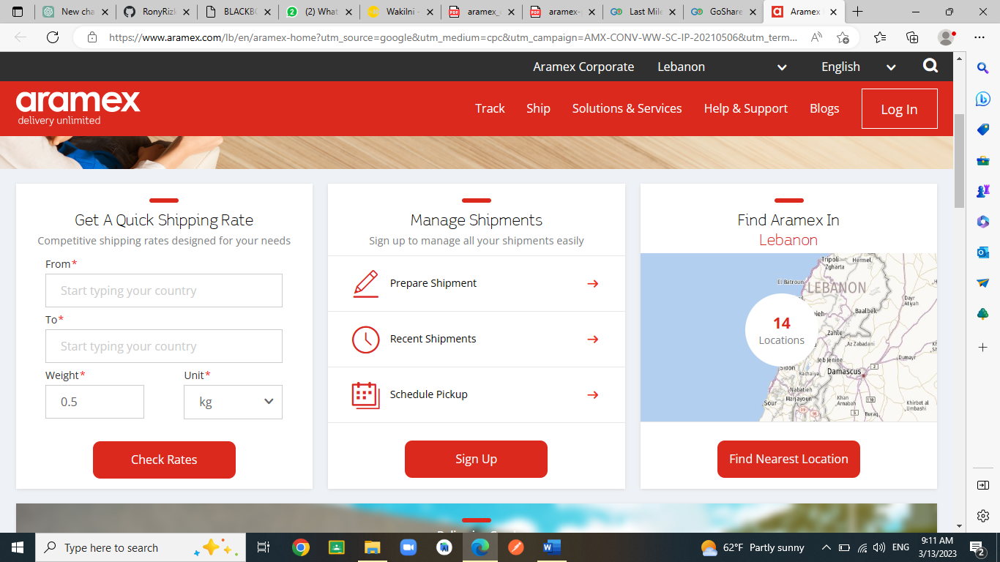 New cha
RonyRizk
BLACKBO
(2) What
Wakilni -
aramex_c
aramex-
Last Mile
GoShare
Aramex
https://www.aramex.com/lb/en/aramex-home?utm_source=google&utm_medium=cpc&utm_campaign=AMX-CONV-WW-SC-IP-20210506&utm_term...
Aramex Corporate
Lebanon
English
aramex
delivery unlimited
Track
Ship
Solutions & Services
Help & Support
Blogs
Log In
Get A Quick Shipping Rate
Competitive shipping rates designed for your needs
From*
Start typing your country
To*
Start typing your country
Weight*
Unit*
0.5
kg
Check Rates
Manage Shipments
Sign up to manage all your shipments easily
Prepare Shipment
Recent Shipments
Schedule Pickup
Sign Up
Find Aramex In
Lebanon
Tripoli
Hermel
Zgharta
El Batroun
LEBANON
Dayr
Atiyah
Baalbek
Zahle
Az Zabadani
Jeb Jenine
Dumayr
Sidon
Rachaiya
Damascus
2
Nabatieh
Sour
Marjayoun
Khan
Arnabah
110
Khirbet al
Umbashi
5
Buraq
14
Locations
Find Nearest Location
Type here to search
62°F Partly sunny
ENG
9:11 AM
3/13/2023
2